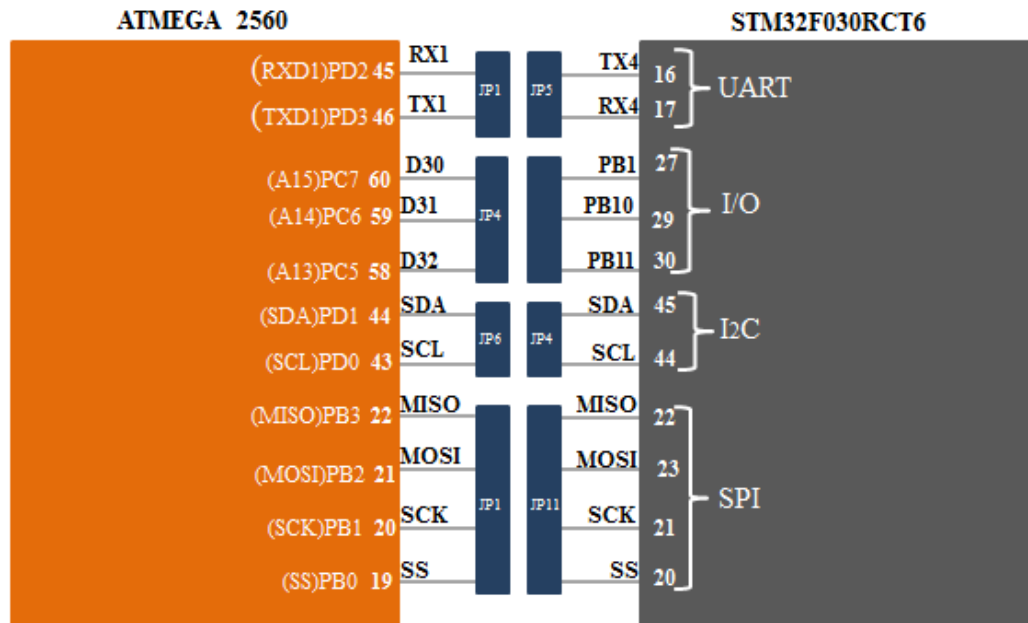 ATMEGA 2560 STM32F030RCT6
(RXD1)PD2 45 RX1 JP1 JP5 TX4 16 UART
(TXD1)PD3 46 TX1 RX4 17
(A15)PC7 60 D30 JP4 PB1 27 I/O
(A14)PC6 59 D31 PB10 29
(A13)PC5 58 D32 PB11 30
(SDA)PD1 44 SDA JP6 JP4 SDA 45 I2C
(SCL)PD0 43 SCL SCL 44
(MISO)PB3 22 MISO JP1 JP11 MISO 22 SPI
(MOSI)PB2 21 MOSI MOSI 23
(SCK)PB1 20 SCK SCK 21
(SS)PB0 19 SS SS 20